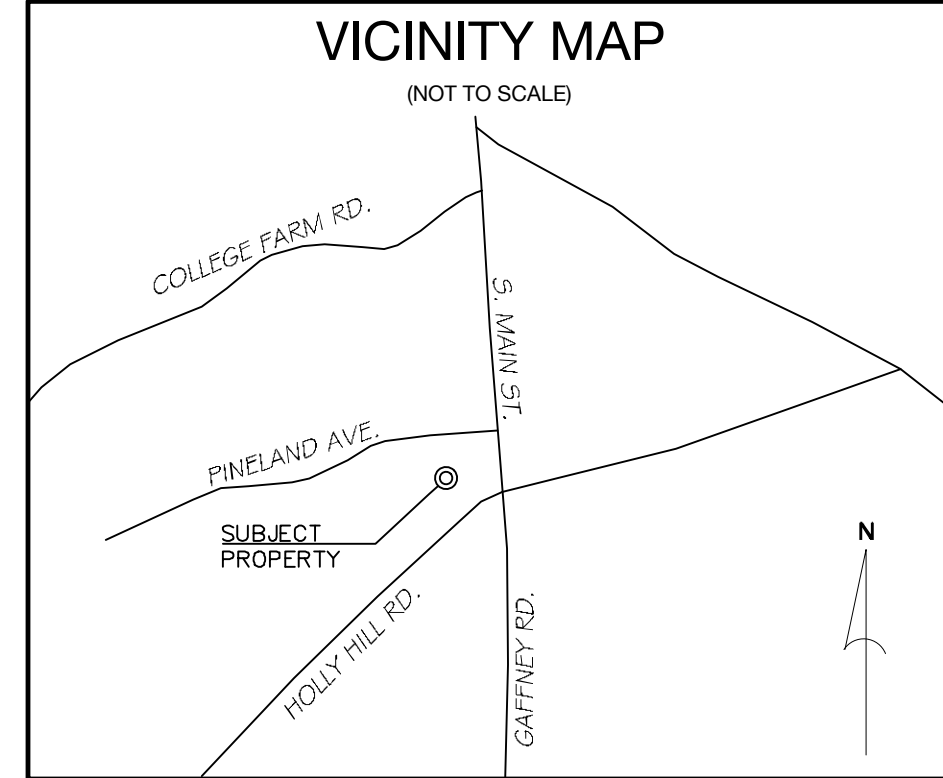 VICINITY MAP
(NOT TO SCALE)
COLLEGE FARM RD.
S. MAIN ST.
PINELAND AVE.
SUBJECT
PROPERTY
N
HOLLY HILL RD.
GAFFNEY RD.